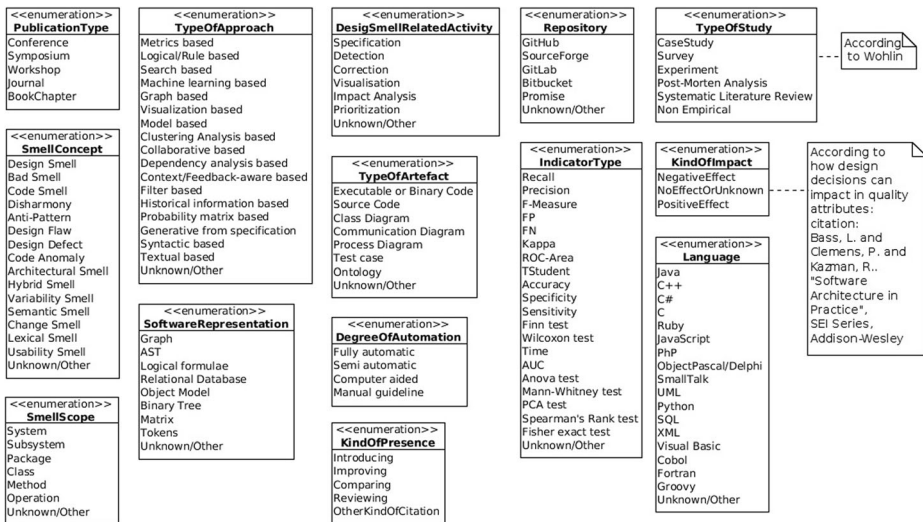 <<enumeration>>
PublicationType
Conference
Symposium
Workshop
Journal
BookChapter
<<enumeration>>
SmellConcept
Design Smell
Bad Smell
Code Smell
Disharmony
Anti-Pattern
Design Flaw
Design Defect
Code Anomaly
Architectural Smell
Hybrid Smell
Variability Smell
Semantic Smell
Change Smell
Lexical Smell
Usability Smell
Unknown/Other
<<enumeration>>
SmellScope
System
Subsystem
Package
Class
Method
Operation
Unknown/Other
<<enumeration>>
TypeOfApproach
Metrics based
Logical/Rule based
Search based
Machine learning based
Graph based
Visualization based
Model based
Clustering Analysis based
Collaborative based
Dependency analysis based
Context/Feedback-aware based
Filter based
Historical information based
Probability matrix based
Generative from specification
Syntactic based
Textual based
Unknown/Other
<<enumeration>>
SoftwareRepresentation
Graph
AST
Logical formulae
Relational Database
Object Model
Binary Tree
Matrix
Tokens
Unknown/Other
<<enumeration>>
DesigSmellRelatedActivity
Specification
Detection
Correction
Visualisation
Impact Analysis
Prioritization
Unknown/Other
<<enumeration>>
TypeOfArtefact
Executable or Binary Code
Source Code
Class Diagram
Communication Diagram
Process Diagram
Test case
Ontology
Unknown/Other
<<enumeration>>
DegreeOfAutomation
Fully automatic
Semi automatic
Computer aided
Manual guideline
<<enumeration>>
KindOfPresence
Introducing
Improving
Comparing
Reviewing
OtherKindOfCitation
<<enumeration>>
Repository
GitHub
SourceForge
GitLab
Bitbucket
Promise
Unknown/Other
<<enumeration>>
IndicatorType
Recall
Precision
F-Measure
FP
FN
Kappa
ROC-Area
TStudent
Accuracy
Specificity
Sensitivity
Finn test
Wilcoxon test
Time
AUC
Anova test
Mann-Whitney test
PCA test
Spearman's Rank test
Fisher exact test
Unknown/Other
<<enumeration>>
TypeOfStudy
CaseStudy
Survey
Experiment
Post-Morten Analysis
Systematic Literature Review
Non Empirical
According
to Wohlin
<<enumeration>>
KindOfImpact
NegativeEffect
NoEffectOrUnknown
PositiveEffect
According to
how design
decisions can
impact in quality
attributes:
citation:
Bass, L. and
Clemens, P. and
Kazman, R..
"Software
Architecture in
Practice",
SEI Series,
Addison-Wesley
<<enumeration>>
Language
Java
C++
C#
C
Ruby
JavaScript
PhP
ObjectPascal/Delphi
SmallTalk
UML
Python
SQL
XML
Visual Basic
Cobol
Fortran
Groovy
Unknown/Other